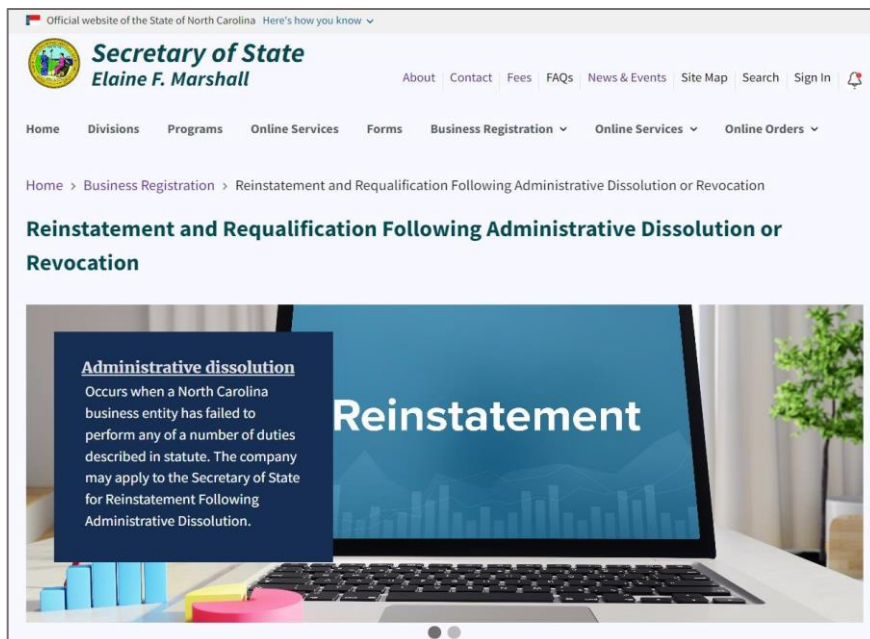 Official website of the State of North Carolina Here's how you know
Secretary of State
Elaine F. Marshall
About Contact Fees FAQs News & Events Site Map Search Sign In
Home Divisions Programs Online Services Forms Business Registration Online Services Online Orders
Home > Business Registration > Reinstatement and Requalification Following Administrative Dissolution or Revocation
Reinstatement and Requalification Following Administrative Dissolution or
Revocation
Administrative dissolution
Occurs when a North Carolina
business entity has failed to
perform any of a number of duties
described in statute. The company
may apply to the Secretary of State
for Reinstatement Following
Administrative Dissolution.
Reinstatement